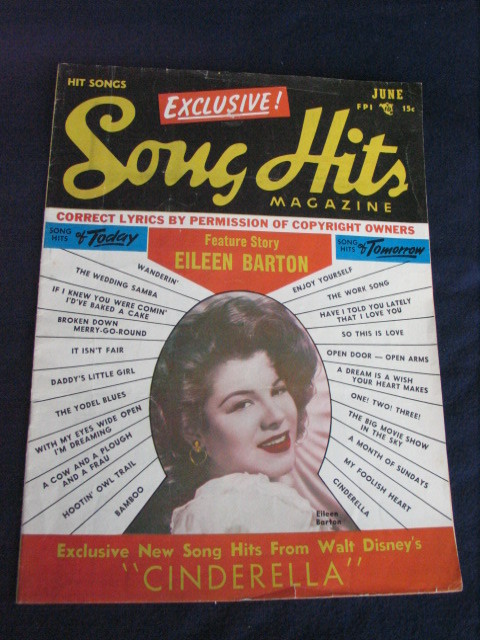 HIT SONGS
EXCLUSIVE!
JUNE
FPI 15¢
Song Hits
MAGAZINE
CORRECT LYRICS BY PERMISSION OF COPYRIGHT OWNERS
SONG HITS of Today
Feature Story
EILEEN BARTON
SONG HITS of Tomorrow
WANDERIN'
THE WEDDING SAMBA
IF I KNEW YOU WERE COMIN'
I'D'VE BAKED A CAKE
BROKEN DOWN
MERRY-GO-ROUND
IT ISN'T FAIR
DADDY'S LITTLE GIRL
THE YODEL BLUES
WITH MY EYES WIDE OPEN
I'M DREAMING
A COW AND A PLOUGH
AND A FRAU
HOOTIN' OWL TRAIL
BAMBOO
ENJOY YOURSELF
THE WORK SONG
HAVE I TOLD YOU LATELY
THAT I LOVE YOU
SO THIS IS LOVE
OPEN DOOR — OPEN ARMS
A DREAM IS A WISH
YOUR HEART MAKES
ONE! TWO! THREE!
THE BIG MOVIE SHOW
IN THE SKY
A MONTH OF SUNDAYS
MY FOOLISH HEART
CINDERELLA
Eileen
Barton
Exclusive New Song Hits From Walt Disney's
"CINDERELLA"